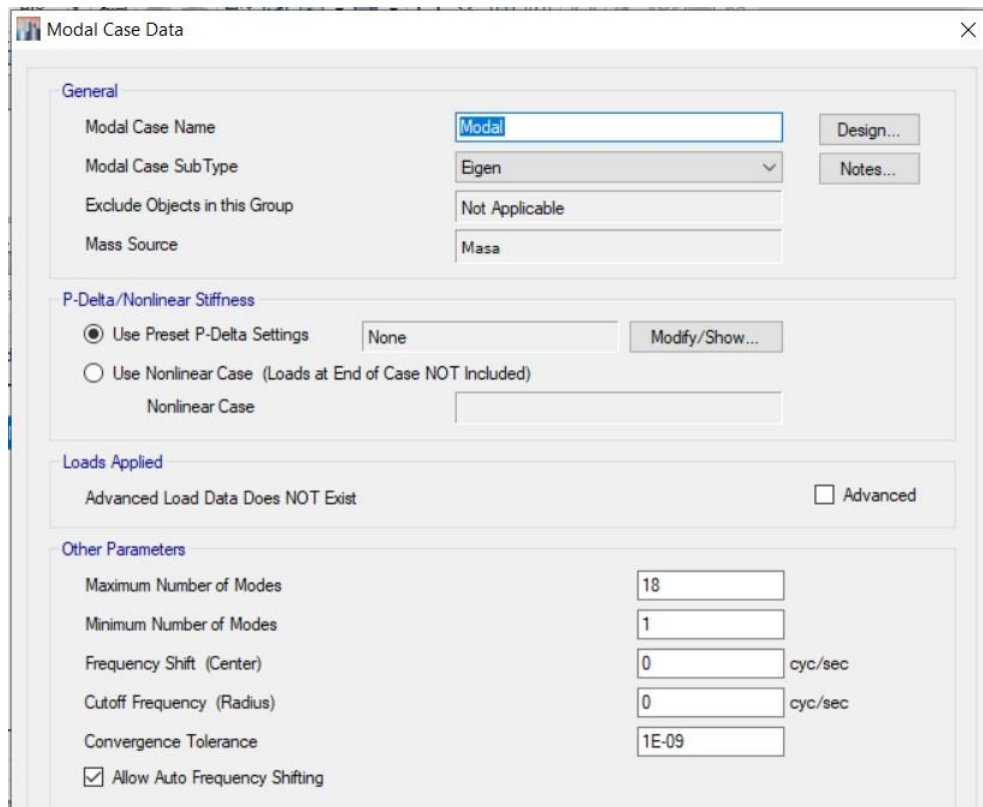 Modal Case Data
General
Modal Case Name Modal Design...
Modal Case SubType Eigen Notes...
Exclude Objects in this Group Not Applicable
Mass Source Masa
P-Delta/Nonlinear Stiffness
Use Preset P-Delta Settings None Modify/Show...
Use Nonlinear Case (Loads at End of Case NOT Included)
Nonlinear Case
Loads Applied
Advanced Load Data Does NOT Exist Advanced
Other Parameters
Maximum Number of Modes 18
Minimum Number of Modes 1
Frequency Shift (Center) 0 cyc/sec
Cutoff Frequency (Radius) 0 cyc/sec
Convergence Tolerance 1E-09
Allow Auto Frequency Shifting